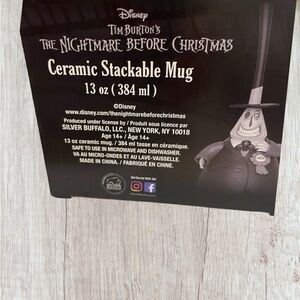 Disney
TIM BURTON'S
THE NIGHTMARE BEFORE CHRISTMAS
Ceramic Stackable Mug
13 oz ( 384 ml )
©Disney
www.disney.com/thenightmarebeforechristmas
Produced under license by / Produit sous licence par
SILVER BUFFALO, LLC., NEW YORK, NY 10018
Age 14+ / Âge 14+
13 oz ceramic mug. / 384 ml tasse en céramique.
SAFE TO USE IN MICROWAVE AND DISHWASHER.
VA AU MICRO-ONDES ET AU LAVE-VAISSELLE.
MADE IN CHINA. / FABRIQUÉ EN CHINE.